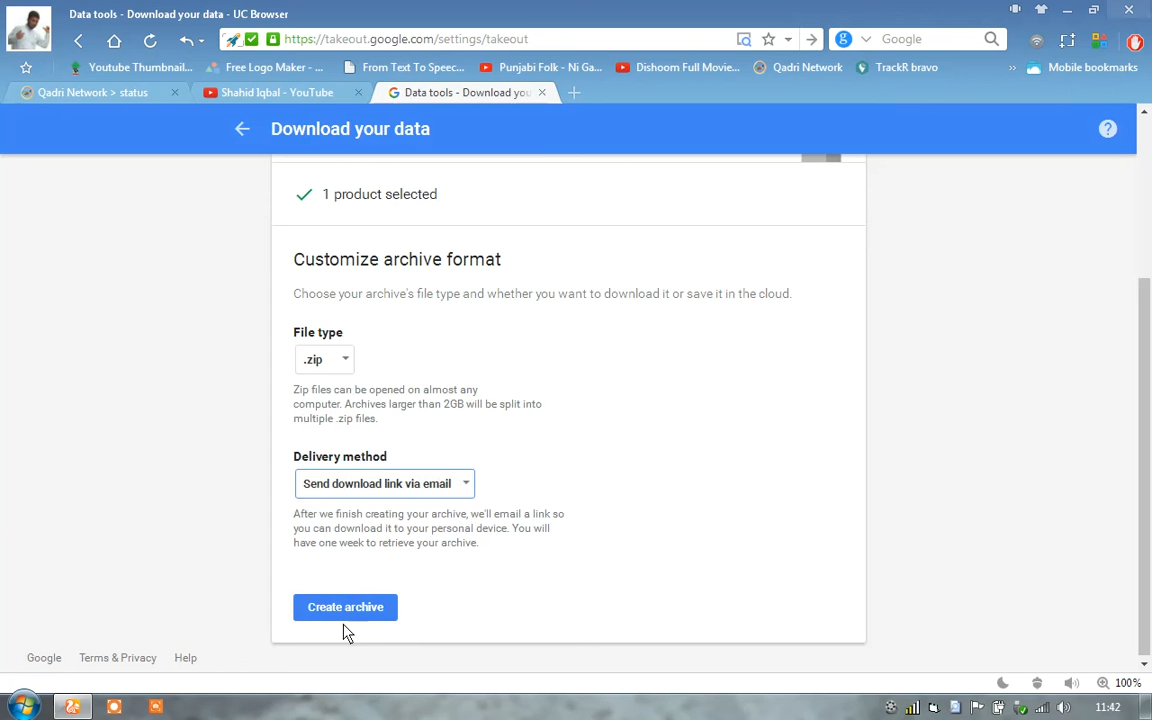 Data tools - Download your data - UC Browser
https://takeout.google.com/settings/takeout
Google
Youtube Thumbnail...
Free Logo Maker - ...
From Text To Speec...
Punjabi Folk - Ni Ga...
Dishoom Full Movie...
Qadri Network
TrackR bravo
»
Mobile bookmarks
Qadri Network > status
Shahid Iqbal - YouTube
Data tools - Download you
Download your data
1 product selected
Customize archive format
Choose your archive's file type and whether you want to download it or save it in the cloud.
File type
.zip
Zip files can be opened on almost any
computer. Archives larger than 2GB will be split into
multiple .zip files.
Delivery method
Send download link via email
After we finish creating your archive, we'll email a link so
you can download it to your personal device. You will
have one week to retrieve your archive.
Create archive
Google Terms & Privacy Help
100%
11:42